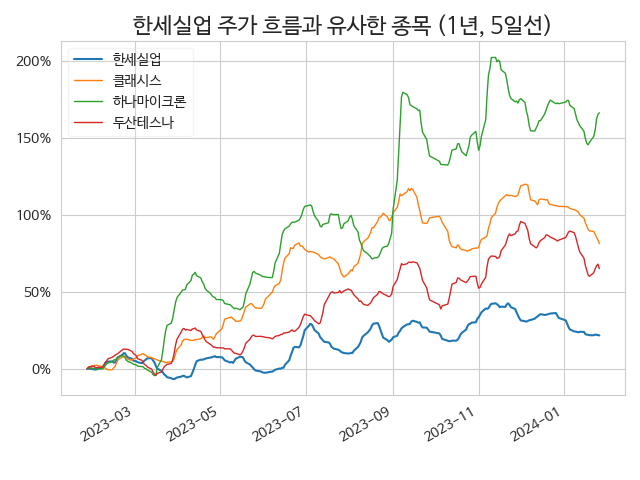 한세실업 주가 흐름과 유사한 종목 (1년, 5일선)
한세실업
클래시스
하나마이크론
두산테스나
200%
150%
100%
50%
0%
2023-03
2023-05
2023-07
2023-09
2023-11
2024-01